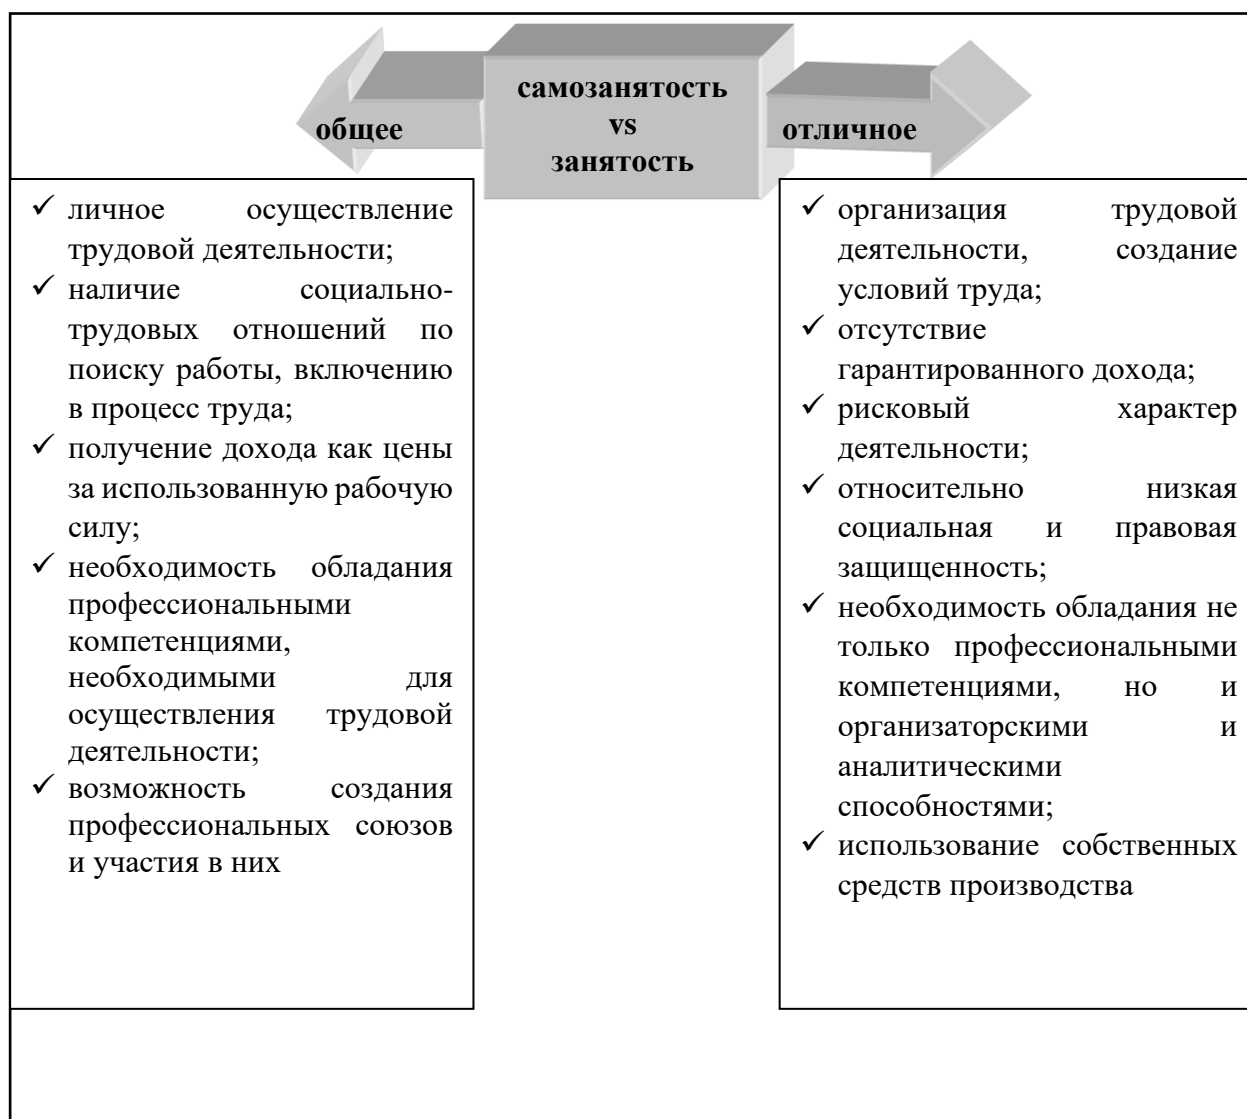 самозанятость
vs
занятость
общее
отличное
✓ личное осуществление
трудовой деятельности;
✓ наличие социально-
трудовых отношений по
поиску работы, включению
в процесс труда;
✓ получение дохода как цены
за использованную рабочую
силу;
✓ необходимость обладания
профессиональными
компетенциями,
необходимыми для
осуществления трудовой
деятельности;
✓ возможность создания
профессиональных союзов
и участия в них
✓ организация трудовой
деятельности, создание
условий труда;
✓ отсутствие
гарантированного дохода;
✓ рисковый характер
деятельности;
✓ относительно низкая
социальная и правовая
защищенность;
✓ необходимость обладания не
только профессиональными
компетенциями, но и
организаторскими и
аналитическими
способностями;
✓ использование собственных
средств производства